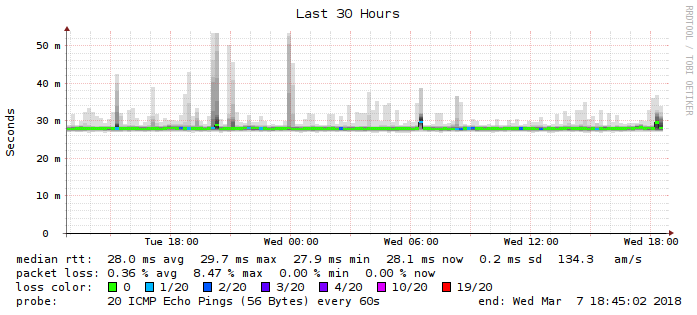 Last 30 Hours
RRDTOOL / TOBI OETIKER
Seconds
50 m
40 m
30 m
20 m
10 m
0
Tue 18:00 Wed 00:00 Wed 06:00 Wed 12:00 Wed 18:00
median rtt: 28.0 ms avg 29.7 ms max 27.9 ms min 28.1 ms now 0.2 ms sd 134.3 am/s
packet loss: 0.36 % avg 8.47 % max 0.00 % min 0.00 % now
loss color: 0 1/20 2/20 3/20 4/20 10/20 19/20
probe: 20 ICMP Echo Pings (56 Bytes) every 60s end: Wed Mar 7 18:45:02 2018